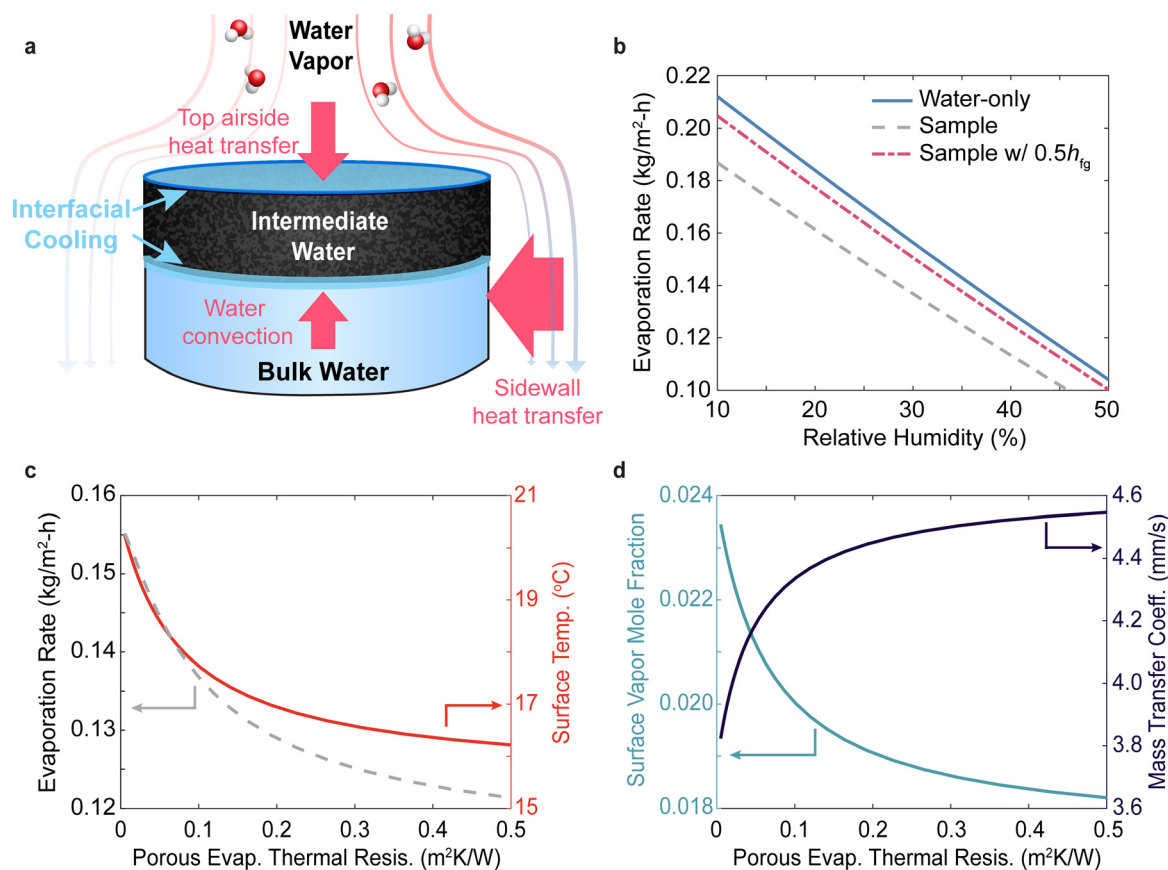 a
Water
Vapor
Top airside
heat transfer
Interfacial
Cooling
Intermediate
Water
Water
convection
Bulk Water
Sidewall
heat transfer
b
Evaporation Rate (kg/m²-h)
0.22
0.20
0.18
0.16
0.14
0.12
0.10
Water-only
Sample
Sample w/ 0.5h_fg
10
20
30
40
50
Relative Humidity (%)
c
Evaporation Rate (kg/m²-h)
0.16
0.15
0.14
0.13
0.12
21
19
17
15
Surface Temp. (°C)
0
0.1
0.2
0.3
0.4
0.5
Porous Evap. Thermal Resis. (m²K/W)
d
Surface Vapor Mole Fraction
0.024
0.022
0.020
0.018
4.6
4.4
4.2
4.0
3.8
3.6
Mass Transfer Coeff. (mm/s)
0
0.1
0.2
0.3
0.4
0.5
Porous Evap. Thermal Resis. (m²K/W)